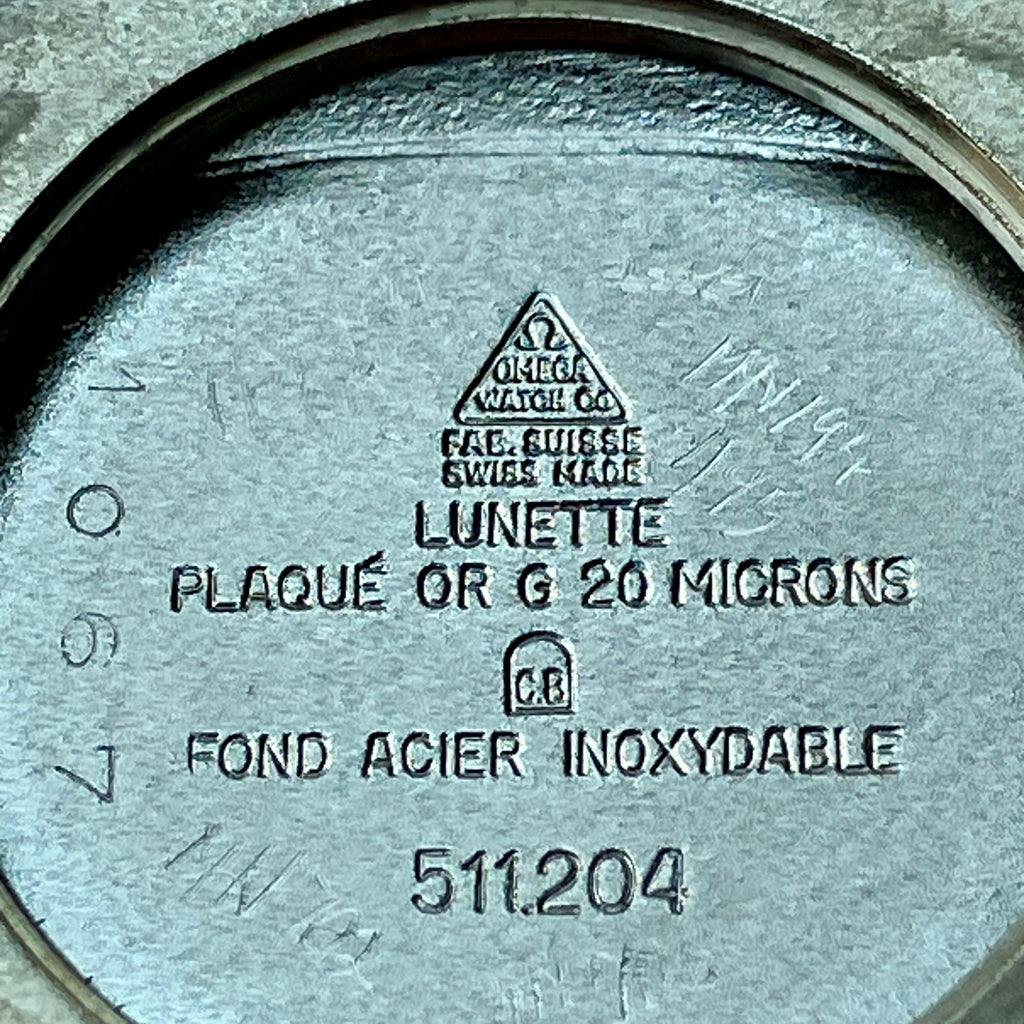 Ω
OMEGA
WATCH CO
FAB. SUISSE
SWISS MADE
LUNETTE
PLAQUÉ OR G 20 MICRONS
C.B
FOND ACIER INOXYDABLE
511.204